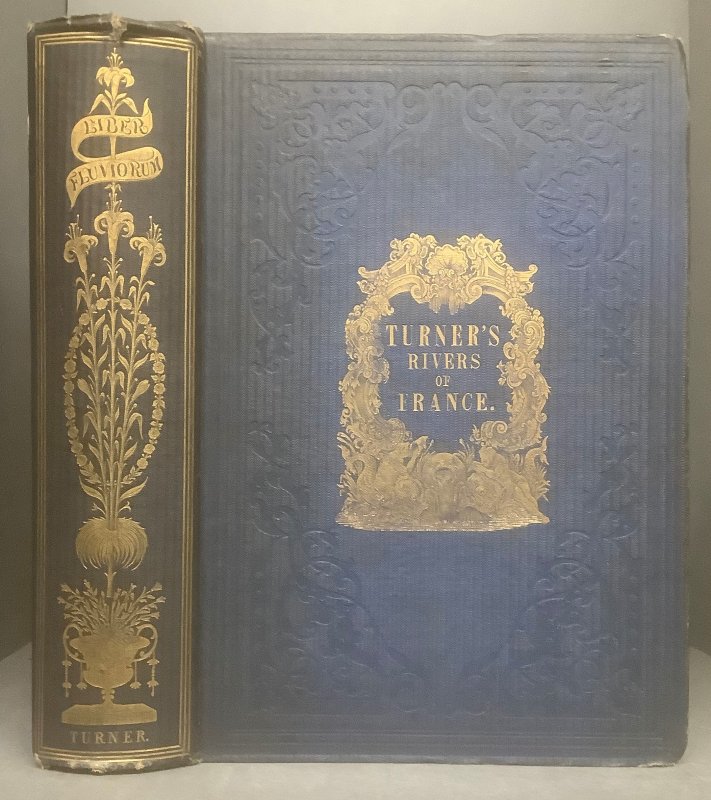 LIBER
FLUVIORUM
TURNER.
TURNER'S
RIVERS
OF
FRANCE.